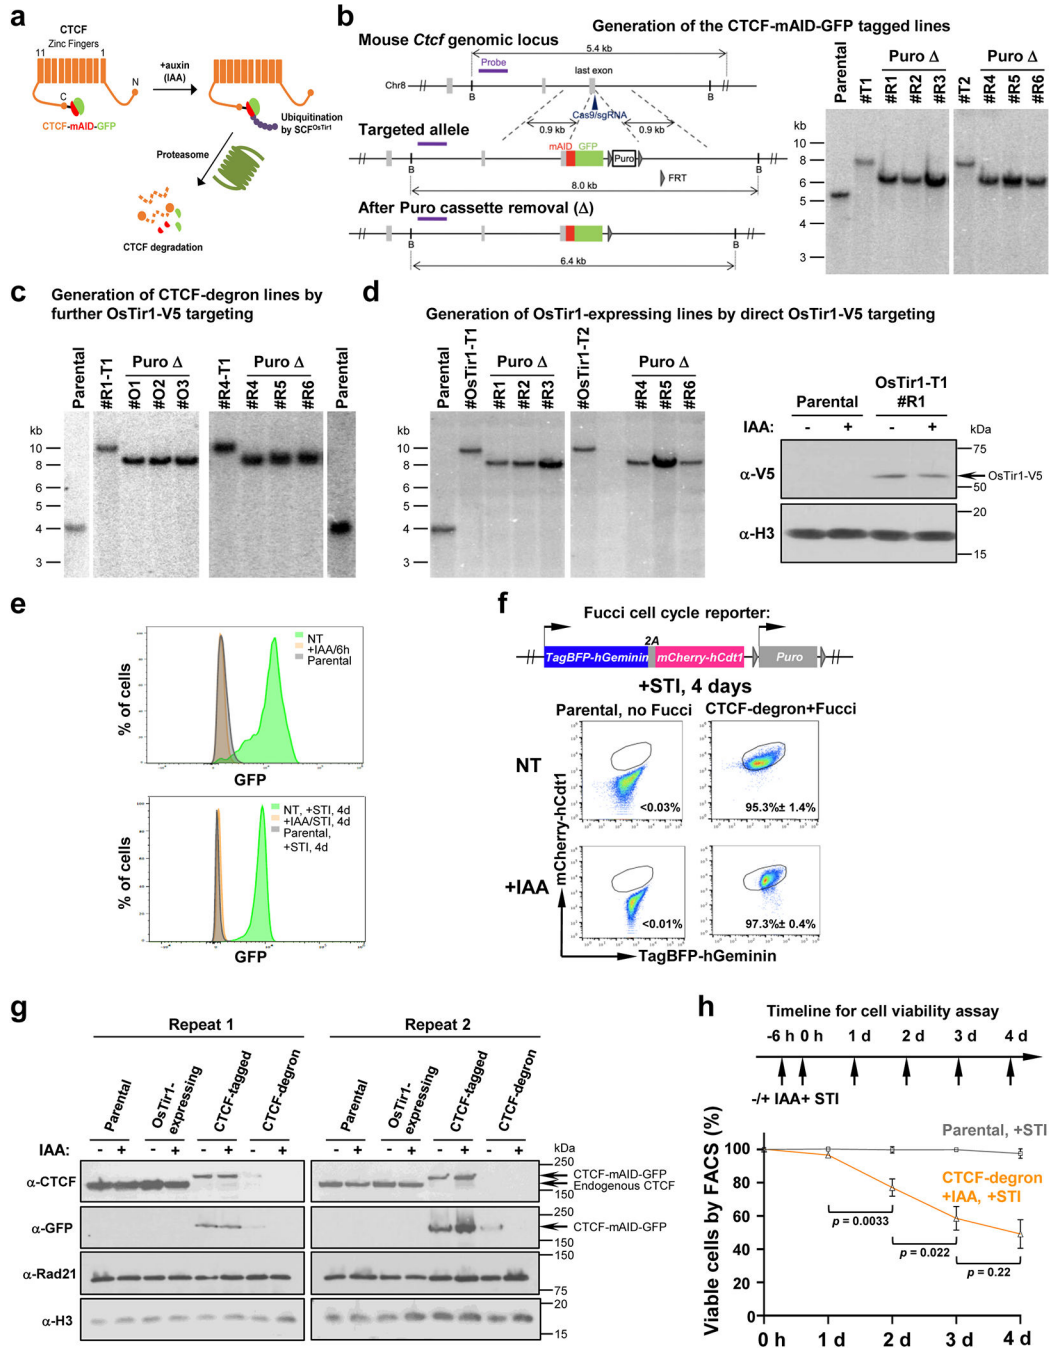 a
CTCF
Zinc Fingers
11
1
N
C
CTCF-mAID-GFP
+auxin
(IAA)
Ubiquitination
by SCFOsTir1
Proteasome
CTCF degradation
b
Generation of the CTCF-mAID-GFP tagged lines
Mouse Ctcf genomic locus
5.4 kb
Probe
last exon
Chr8
B
B
Cas9/sgRNA
0.9 kb
0.9 kb
Targeted allele
mAID
GFP
Puro
B
B
FRT
8.0 kb
After Puro cassette removal (Δ)
B
B
6.4 kb
Parental
#T1
Puro Δ
#R1
#R2
#R3
#T2
Puro Δ
#R4
#R5
#R6
kb
10
8
6
5
4
3
c
Generation of CTCF-degron lines by
further OsTir1-V5 targeting
Parental
#R1-T1
Puro Δ
#O1
#O2
#O3
#R4-T1
Puro Δ
#R4
#R5
#R6
Parental
kb
10
8
6
5
4
3
d
Generation of OsTir1-expressing lines by direct OsTir1-V5 targeting
Parental
#OsTir1-T1
Puro Δ
#R1
#R2
#R3
#OsTir1-T2
Puro Δ
#R4
#R5
#R6
kb
10
8
6
5
4
3
OsTir1-T1
#R1
Parental
IAA:
- + - +
kDa
75
α-V5
OsTir1-V5
50
20
α-H3
15
e
% of cells
NT
+IAA/6h
Parental
GFP
% of cells
NT, +STI, 4d
+IAA/STI, 4d
Parental,
+STI, 4d
GFP
f
Fucci cell cycle reporter:
2A
TagBFP-hGeminin
mCherry-hCdt1
Puro
+STI, 4 days
Parental, no Fucci
CTCF-degron+Fucci
NT
<0.03%
95.3%± 1.4%
+IAA
<0.01%
97.3%± 0.4%
mCherry-hCdt1
TagBFP-hGeminin
g
Repeat 1
Repeat 2
Parental
OsTir1-
expressing
CTCF-tagged
CTCF-degron
Parental
OsTir1-
expressing
CTCF-tagged
CTCF-degron
IAA:
- + - + - + - +
- + - + - + - +
kDa
250
α-CTCF
CTCF-mAID-GFP
Endogenous CTCF
150
250
α-GFP
CTCF-mAID-GFP
150
150
α-Rad21
75
20
α-H3
15
h
Timeline for cell viability assay
-6 h 0 h 1 d 2 d 3 d 4 d
-/+ IAA+ STI
Viable cells by FACS (%)
100
80
60
40
20
0
Parental, +STI
CTCF-degron
+IAA, +STI
p = 0.0033
p = 0.022
p = 0.22
0 h 1 d 2 d 3 d 4 d